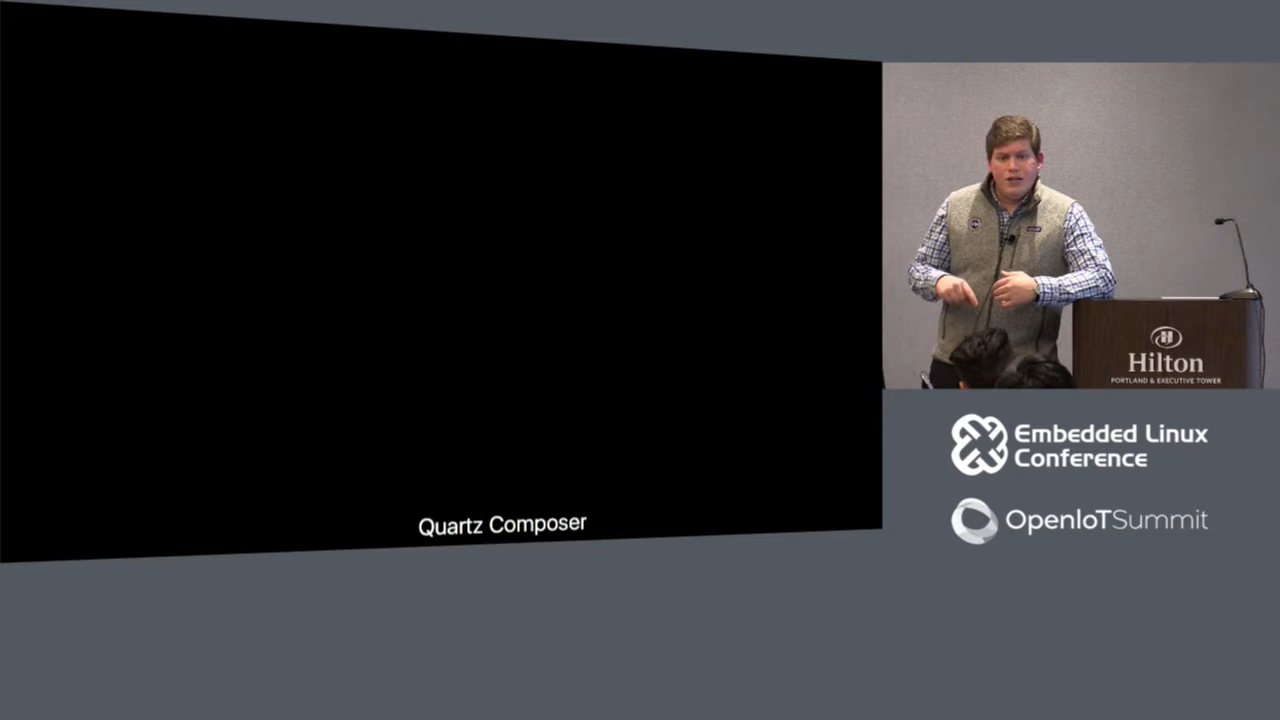 Quartz Composer
Hilton
PORTLAND & EXECUTIVE TOWER
Embedded Linux
Conference
OpenIoTSummit